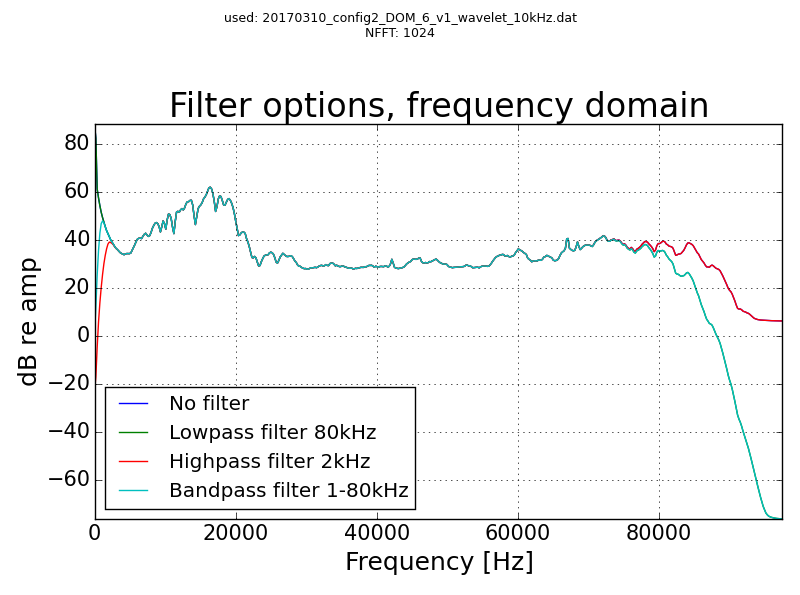 used: 20170310_config2_DOM_6_v1_wavelet_10kHz.dat
NFFT: 1024
Filter options, frequency domain
80
60
40
20
0
−20
−40
−60
dB re amp
No filter
Lowpass filter 80kHz
Highpass filter 2kHz
Bandpass filter 1-80kHz
0 20000 40000 60000 80000
Frequency [Hz]